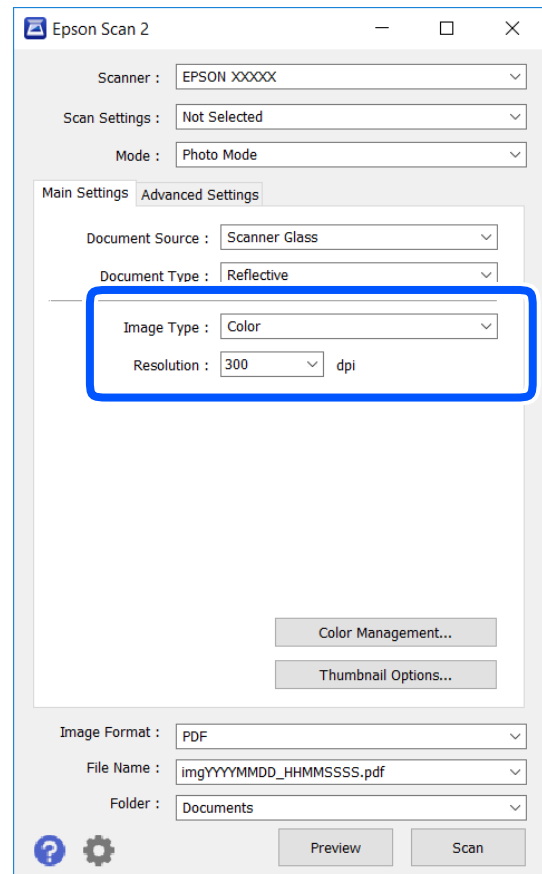 Epson Scan 2
Scanner : EPSON XXXXX
Scan Settings : Not Selected
Mode : Photo Mode
Main Settings Advanced Settings
Document Source : Scanner Glass
Document Type : Reflective
Image Type : Color
Resolution : 300 dpi
Color Management...
Thumbnail Options...
Image Format : PDF
File Name : imgYYYYMMDD_HHMMSSSS.pdf
Folder : Documents
? Preview Scan